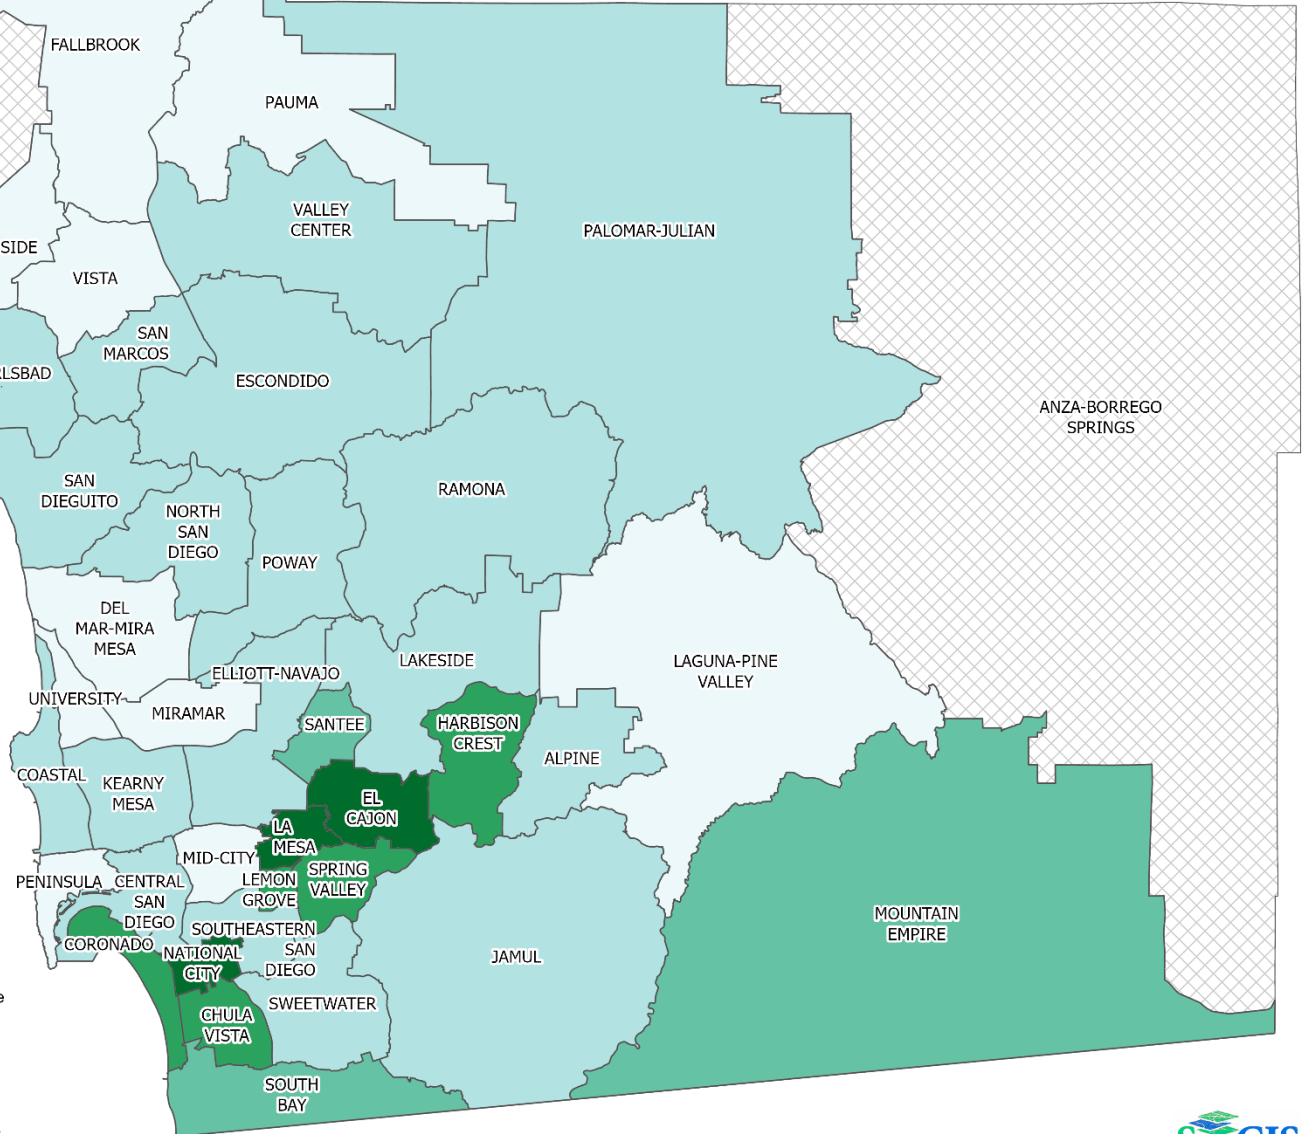 FALLBROOK
PAUMA
VALLEY
CENTER
PALOMAR-JULIAN
SIDE
VISTA
SAN
MARCOS
RLSBAD
ESCONDIDO
ANZA-BORREGO
SPRINGS
SAN
DIEGUITO
RAMONA
NORTH
SAN
DIEGO
POWAY
DEL
MAR-MIRA
MESA
LAKESIDE
LAGUNA-PINE
VALLEY
ELLIOTT-NAVAJO
UNIVERSITY
MIRAMAR
SANTEE
HARBISON
CREST
ALPINE
COASTAL
KEARNY
MESA
EL
CAJON
LA
MESA
MID-CITY
SPRING
VALLEY
LEMON
GROVE
PENINSULA
CENTRAL
SAN
DIEGO
MOUNTAIN
EMPIRE
CORONADO
SOUTHEASTERN
SAN
DIEGO
NATIONAL
CITY
JAMUL
SWEETWATER
e
CHULA
VISTA
SOUTH
BAY